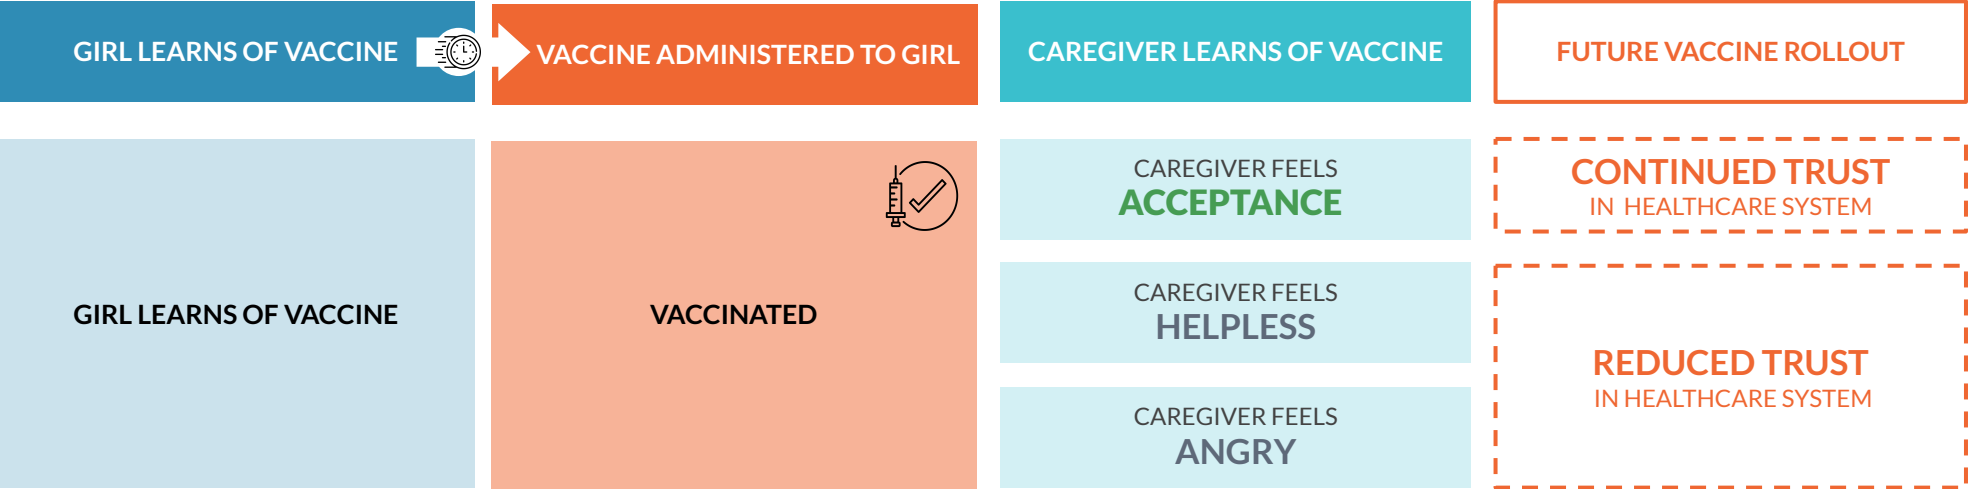 GIRL LEARNS OF VACCINE
VACCINE ADMINISTERED TO GIRL
CAREGIVER LEARNS OF VACCINE
FUTURE VACCINE ROLLOUT
GIRL LEARNS OF VACCINE
VACCINATED
CAREGIVER FEELS
ACCEPTANCE
CAREGIVER FEELS
HELPLESS
CAREGIVER FEELS
ANGRY
CONTINUED TRUST
IN HEALTHCARE SYSTEM
REDUCED TRUST
IN HEALTHCARE SYSTEM